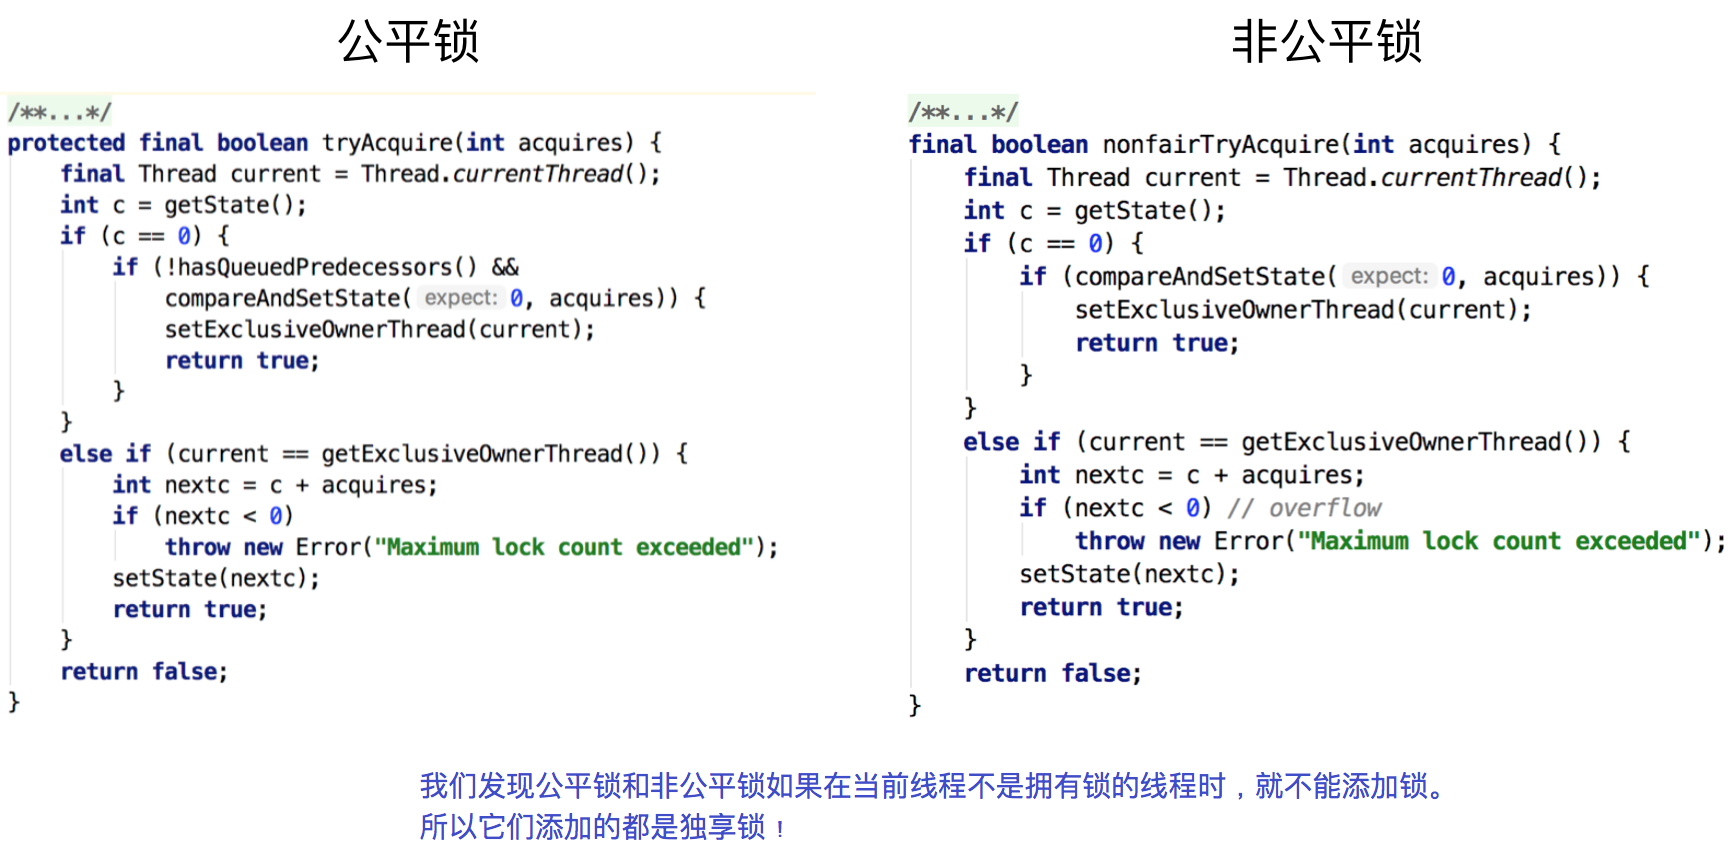 公平锁
/**...*/
protected final boolean tryAcquire(int acquires) {
    final Thread current = Thread.currentThread();
    int c = getState();
    if (c == 0) {
        if (!hasQueuedPredecessors() &&
            compareAndSetState( expect: 0, acquires)) {
            setExclusiveOwnerThread(current);
            return true;
        }
    }
    else if (current == getExclusiveOwnerThread()) {
        int nextc = c + acquires;
        if (nextc < 0)
            throw new Error("Maximum lock count exceeded");
        setState(nextc);
        return true;
    }
    return false;
}
非公平锁
/**...*/
final boolean nonfairTryAcquire(int acquires) {
    final Thread current = Thread.currentThread();
    int c = getState();
    if (c == 0) {
        if (compareAndSetState( expect: 0, acquires)) {
            setExclusiveOwnerThread(current);
            return true;
        }
    }
    else if (current == getExclusiveOwnerThread()) {
        int nextc = c + acquires;
        if (nextc < 0) // overflow
            throw new Error("Maximum lock count exceeded");
        setState(nextc);
        return true;
    }
    return false;
}
我们发现公平锁和非公平锁如果在当前线程不是拥有锁的线程时，就不能添加锁。
所以它们添加的都是独享锁！